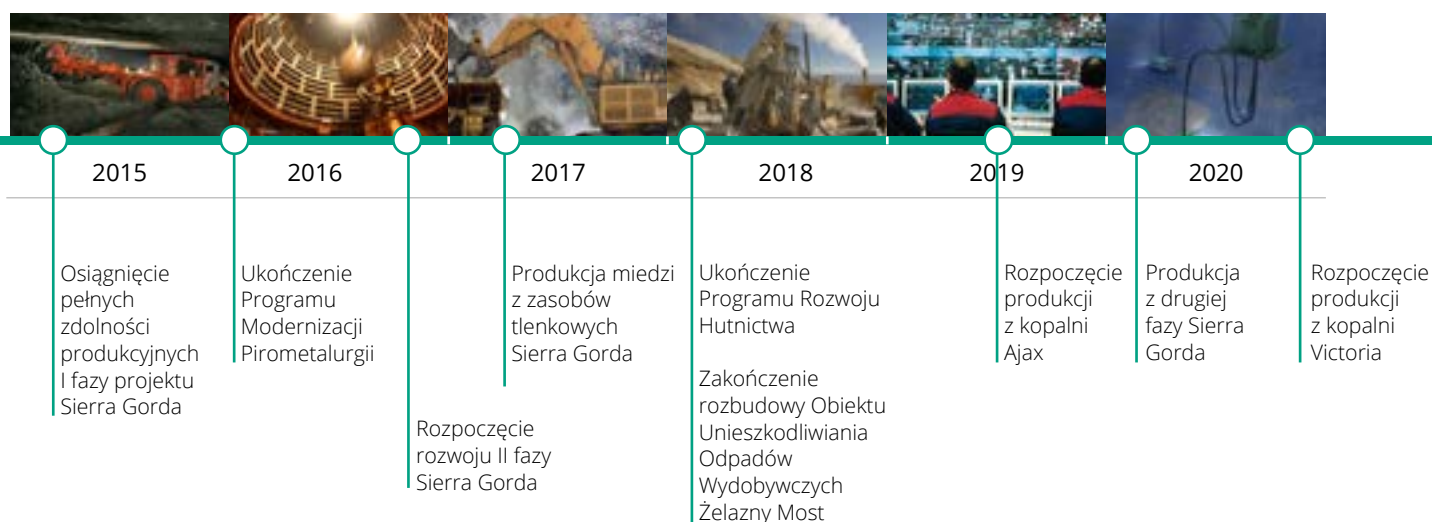 2015
2016
2017
2018
2019
2020
Osiągnięcie
pełnych
zdolności
produkcyjnych
I fazy projektu
Sierra Gorda
Ukończenie
Programu
Modernizacji
Pirometalurgii
Rozpoczęcie
rozwoju II fazy
Sierra Gorda
Produkcja miedzi
z zasobów
tlenkowych
Sierra Gorda
Ukończenie
Programu Rozwoju
Hutnictwa
Zakończenie
rozbudowy Obiektu
Unieszkodliwiania
Odpadów
Wydobywczych
Żelazny Most
Rozpoczęcie
produkcji
z kopalni
Ajax
Produkcja
z drugiej
fazy Sierra
Gorda
Rozpoczęcie
produkcji
z kopalni
Victoria